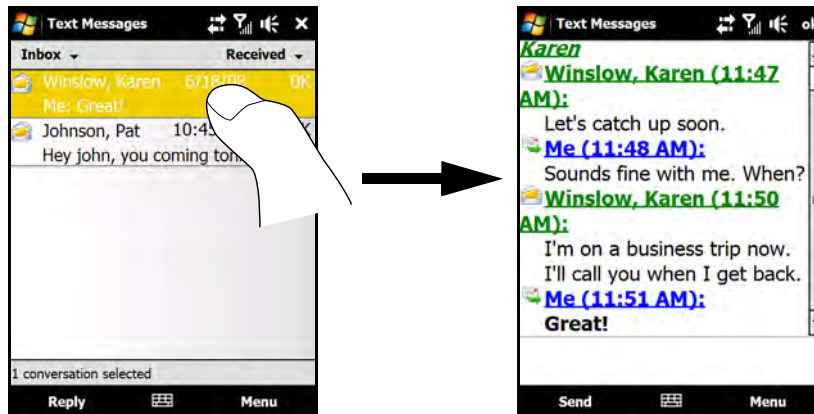 Text Messages
Inbox
Received
Winslow, Karen 6/18/08 0K
Me: Great!
Johnson, Pat
Hey john, you coming
1 conversation selected
Reply
Menu
Text Messages
ok
Karen
Winslow, Karen (11:47
AM):
Let's catch up soon.
Me (11:48 AM):
Sounds fine with me. When?
Winslow, Karen (11:50
AM):
I'm on a business trip now.
I'll call you when I get back.
Me (11:51 AM):
Great!
Send
Menu